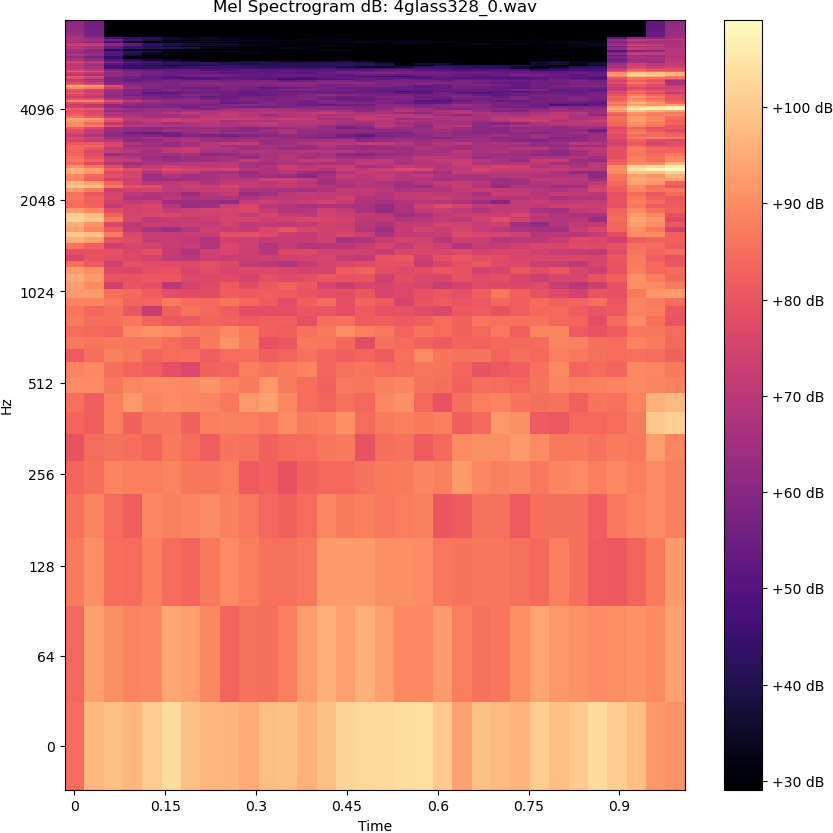 Mel Spectrogram dB: 4glass328_0.wav
4096
2048
1024
512
256
128
64
0
Hz
0 0.15 0.3 0.45 0.6 0.75 0.9
Time
+100 dB
+90 dB
+80 dB
+70 dB
+60 dB
+50 dB
+40 dB
+30 dB